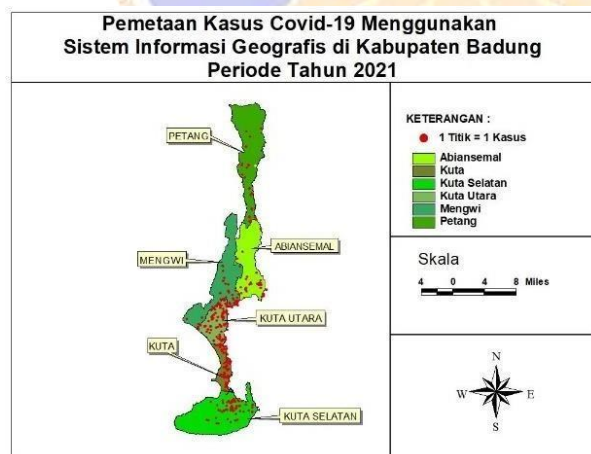 Pemetaan Kasus Covid-19 Menggunakan
Sistem Informasi Geografis di Kabupaten Badung
Periode Tahun 2021
PETANG
ABIANSEMAL
MENGWI
KUTA UTARA
KUTA
KUTA SELATAN
KETERANGAN :
1 Titik = 1 Kasus
Abiansemal
Kuta
Kuta Selatan
Kuta Utara
Mengwi
Petang
Skala
4 0 4 8 Miles
N
W E
S